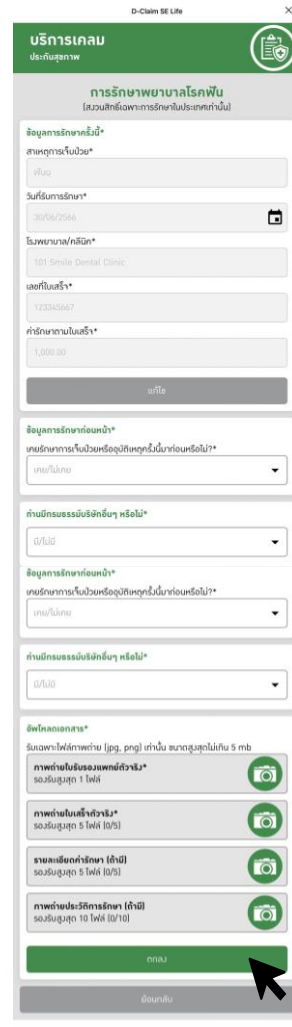 D-Claim SE Life
บริการเคลม
ประกันสุขภาพ
การรักษาพยาบาลโรคฟัน
(สงวนสิทธิ์เฉพาะการรักษาในประเทศเท่านั้น)
ข้อมูลการรักษาครั้งนี้*
สาเหตุการเจ็บป่วย*
ฟันผุ
วันที่รับการรักษา*
20/06/2566
โรงพยาบาล/คลินิก*
101 Smile Dental Clinic
เลขที่ใบเสร็จ*
123345667
ค่ารักษาตามใบเสร็จ*
1,000.00
แก้ไข
ข้อมูลการรักษาก่อนหน้า*
เคยรักษาการเจ็บป่วยหรืออุบัติเหตุครั้งนี้มาก่อนหรือไม่?*
เคย/ไม่เคย
ท่านมีกรมธรรม์บริษัทอื่นๆ หรือไม่*
มี/ไม่มี
ข้อมูลการรักษาก่อนหน้า*
เคยรักษาการเจ็บป่วยหรืออุบัติเหตุครั้งนี้มาก่อนหรือไม่?*
เคย/ไม่เคย
ท่านมีกรมธรรม์บริษัทอื่นๆ หรือไม่*
มี/ไม่มี
อัพโหลดเอกสาร*
รับเฉพาะไฟล์ภาพถ่าย (jpg, png) เท่านั้น ขนาดสูงสุดไม่เกิน 5 mb
ภาพถ่ายใบรับรองแพทย์ตัวจริง*
รองรับสูงสุด 1 ไฟล์
ภาพถ่ายใบเสร็จตัวจริง*
รองรับสูงสุด 5 ไฟล์ (0/5)
รายละเอียดค่ารักษา (ถ้ามี)
รองรับสูงสุด 5 ไฟล์ (0/5)
ภาพถ่ายประวัติการรักษา (ถ้ามี)
รองรับสูงสุด 10 ไฟล์ (0/10)
ตกลง
ย้อนกลับ